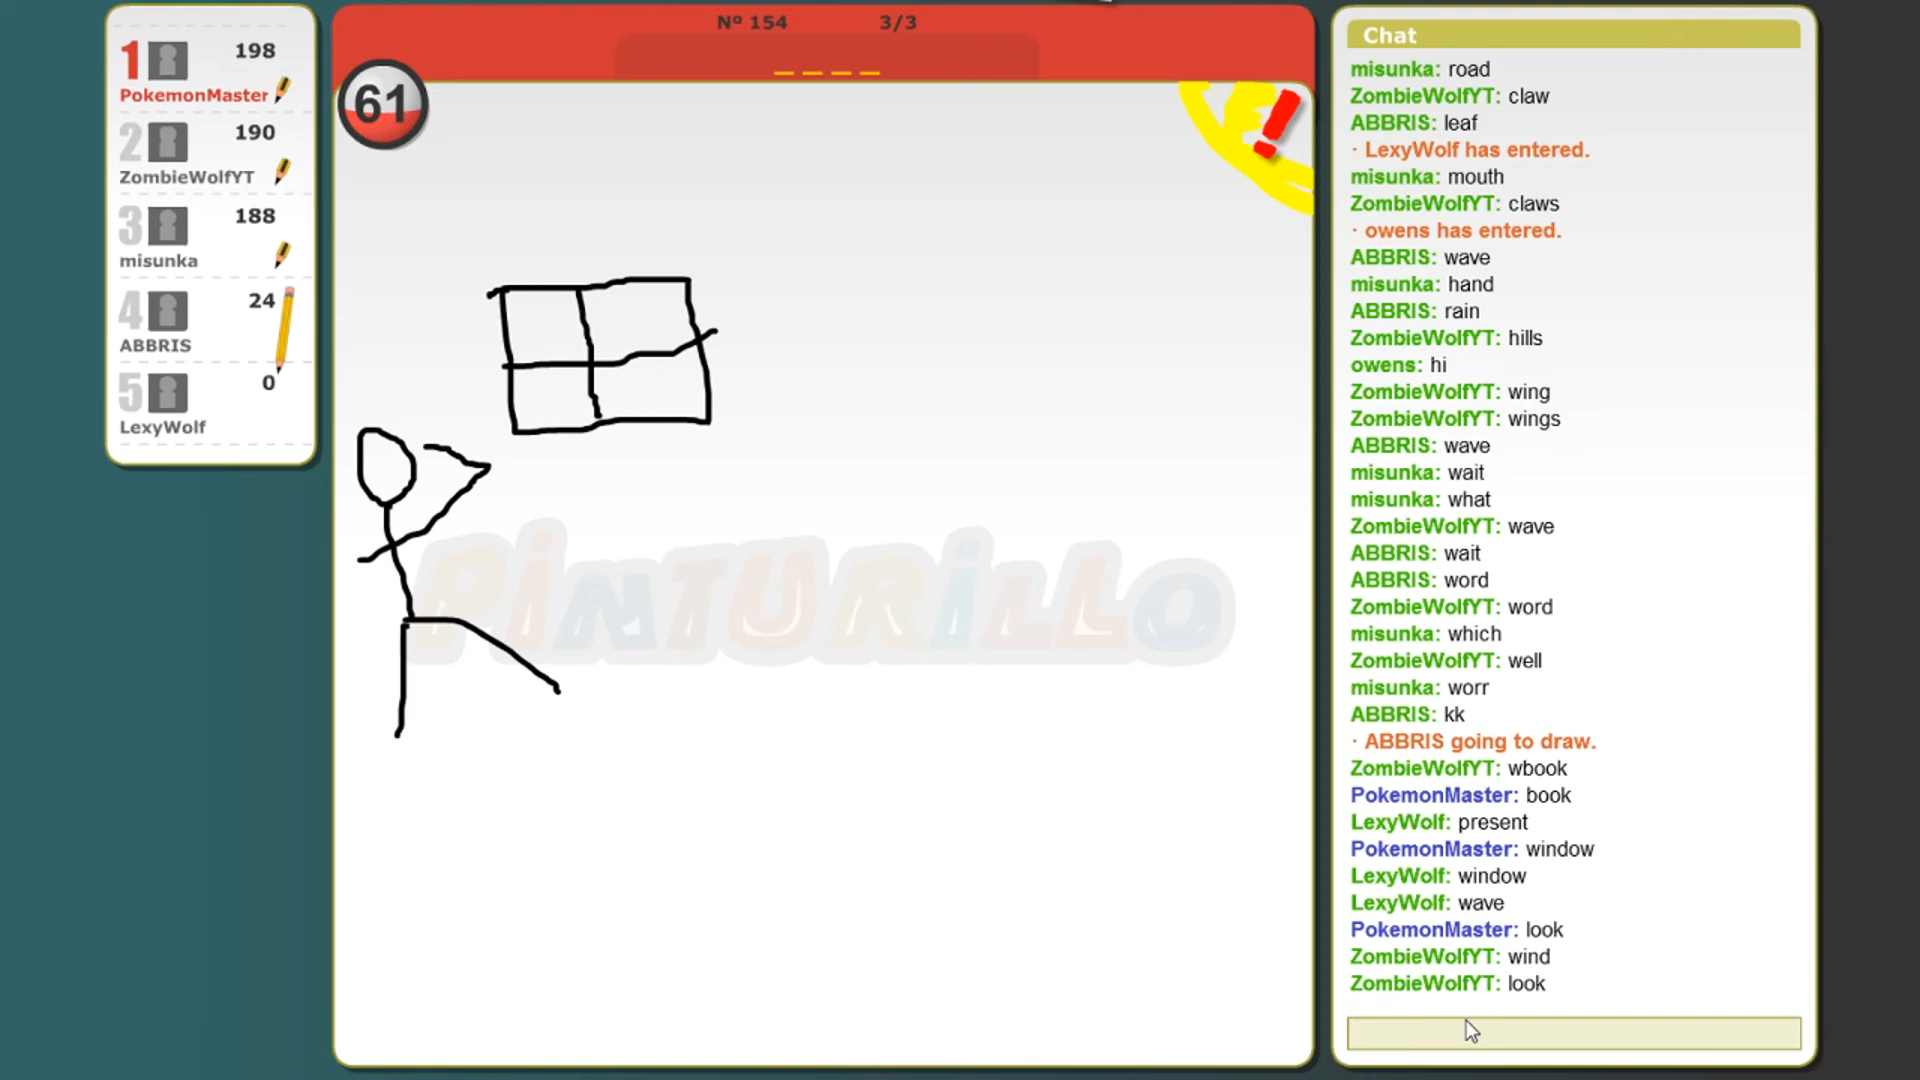 Nº 154 3/3
_ _ _ _
61
1 198
PokemonMaster
2 190
ZombieWolfYT
3 188
misunka
4 24
ABBRIS
5 0
LexyWolf
!
PiNTURiLLO
Chat
misunka: road
ZombieWolfYT: claw
ABBRIS: leaf
· LexyWolf has entered.
misunka: mouth
ZombieWolfYT: claws
· owens has entered.
ABBRIS: wave
misunka: hand
ABBRIS: rain
ZombieWolfYT: hills
owens: hi
ZombieWolfYT: wing
ZombieWolfYT: wings
ABBRIS: wave
misunka: wait
misunka: what
ZombieWolfYT: wave
ABBRIS: wait
ABBRIS: word
ZombieWolfYT: word
misunka: which
ZombieWolfYT: well
misunka: worr
ABBRIS: kk
· ABBRIS going to draw.
ZombieWolfYT: wbook
PokemonMaster: book
LexyWolf: present
PokemonMaster: window
LexyWolf: window
LexyWolf: wave
PokemonMaster: look
ZombieWolfYT: wind
ZombieWolfYT: look